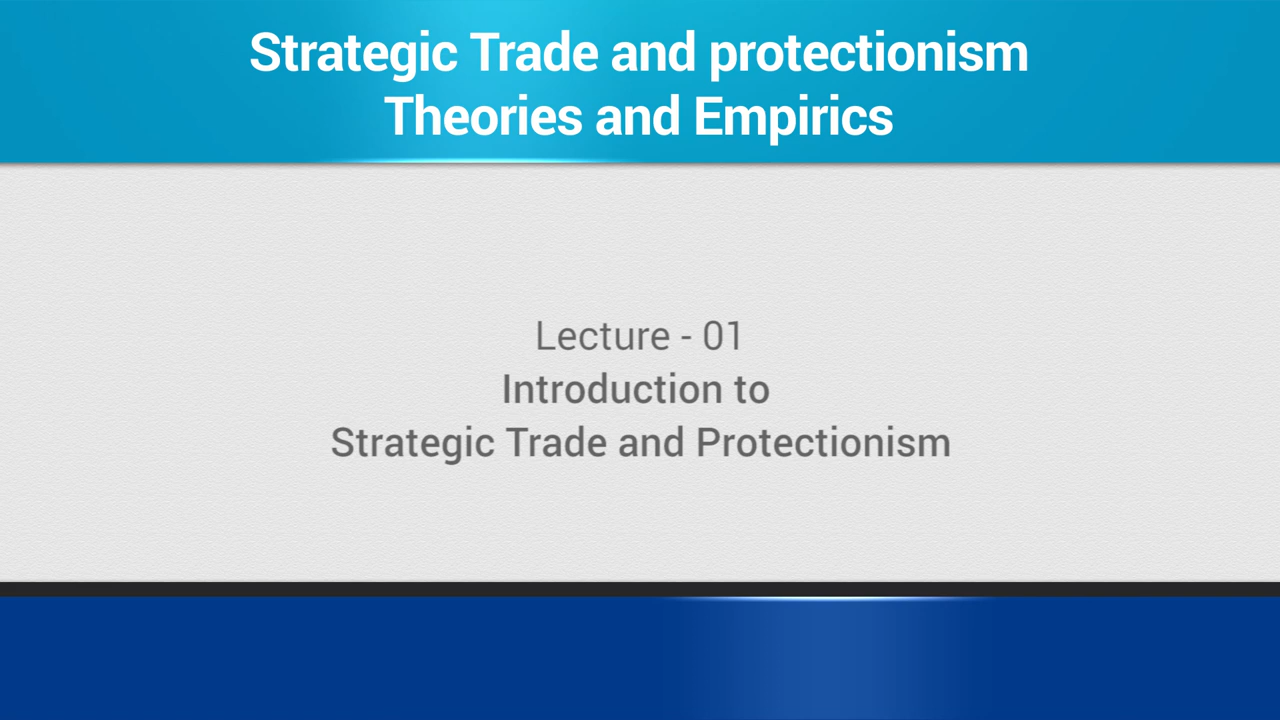 Strategic Trade and protectionism
Theories and Empirics
Lecture - 01
Introduction to
Strategic Trade and Protectionism